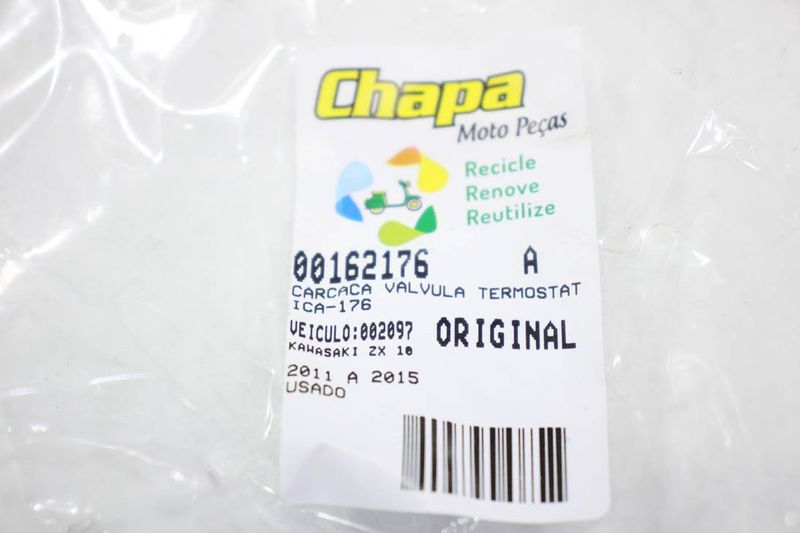 Chapa
Moto Peças
Recicle
Renove
Reutilize
00162176 A
CARCACA VALVULA TERMOSTAT
ICA-176
VEICULO:002097 ORIGINAL
KAWASAKI ZX 10
2011 A 2015
USADO